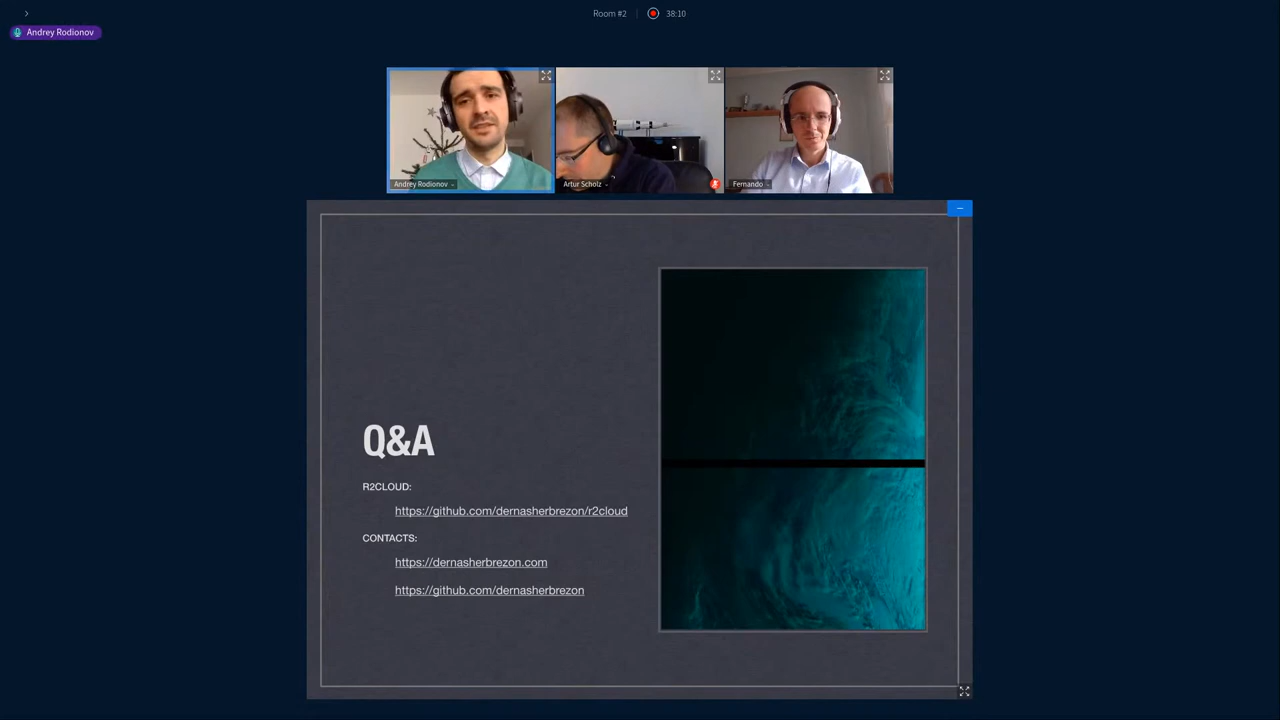 Room #2
38:10
Andrey Rodionov
Andrey Rodionov
Artur Scholz
Fernando
Q&A
R2CLOUD:
https://github.com/dernasherbrezon/r2cloud
CONTACTS:
https://dernasherbrezon.com
https://github.com/dernasherbrezon